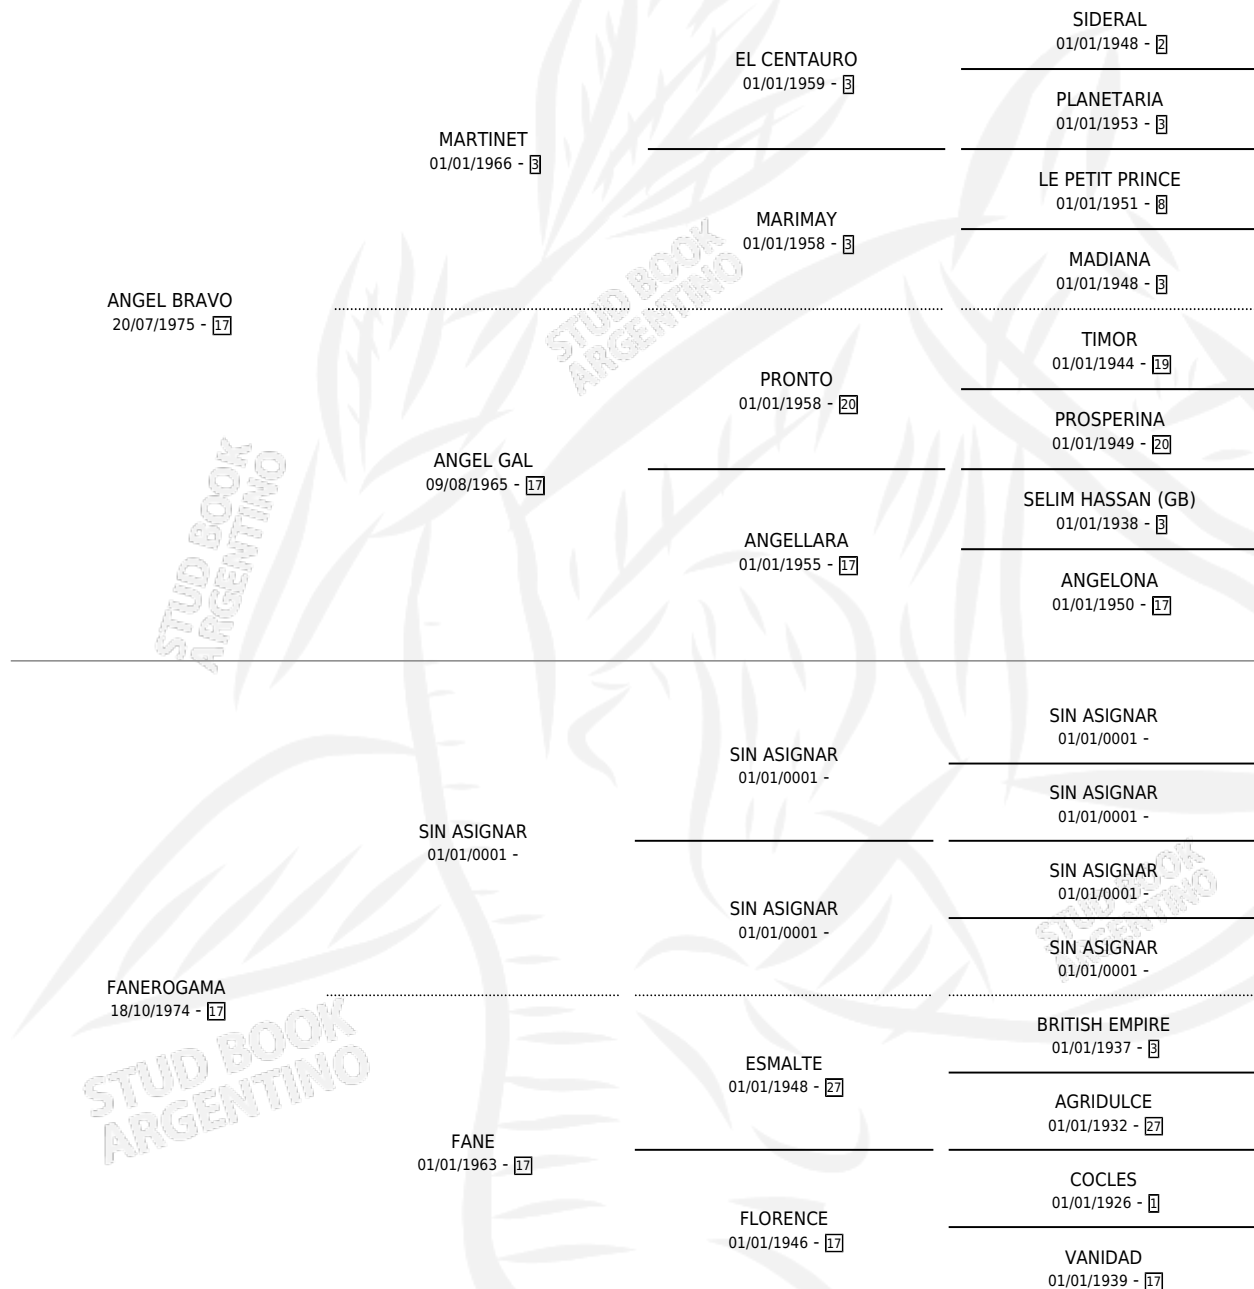 SIDERAL
01/01/1948 - 2
EL CENTAURO
01/01/1959 - 3
PLANETARIA
01/01/1953 - 3
MARTINET
01/01/1966 - 3
LE PETIT PRINCE
01/01/1951 - 8
MARIMAY
01/01/1958 - 3
MADIANA
01/01/1948 - 3
ANGEL BRAVO
20/07/1975 - 17
TIMOR
01/01/1944 - 19
PRONTO
01/01/1958 - 20
PROSPERINA
01/01/1949 - 20
ANGEL GAL
09/08/1965 - 17
SELIM HASSAN (GB)
01/01/1938 - 3
ANGELLARA
01/01/1955 - 17
ANGELONA
01/01/1950 - 17
STUD BOOK
ARGENTINO
STUD BOOK
ARGENTINO
SIN ASIGNAR
01/01/0001 -
SIN ASIGNAR
01/01/0001 -
SIN ASIGNAR
01/01/0001 -
SIN ASIGNAR
01/01/0001 -
SIN ASIGNAR
01/01/0001 -
SIN ASIGNAR
01/01/0001 -
SIN ASIGNAR
01/01/0001 -
FANEROGAMA
18/10/1974 - 17
BRITISH EMPIRE
01/01/1937 - 3
ESMALTE
01/01/1948 - 27
AGRIDULCE
01/01/1932 - 27
FANE
01/01/1963 - 17
COCLES
01/01/1926 - 1
FLORENCE
01/01/1946 - 17
VANIDAD
01/01/1939 - 17
STUD BOOK
ARGENTINO
STUD BOOK
ARGENTINO